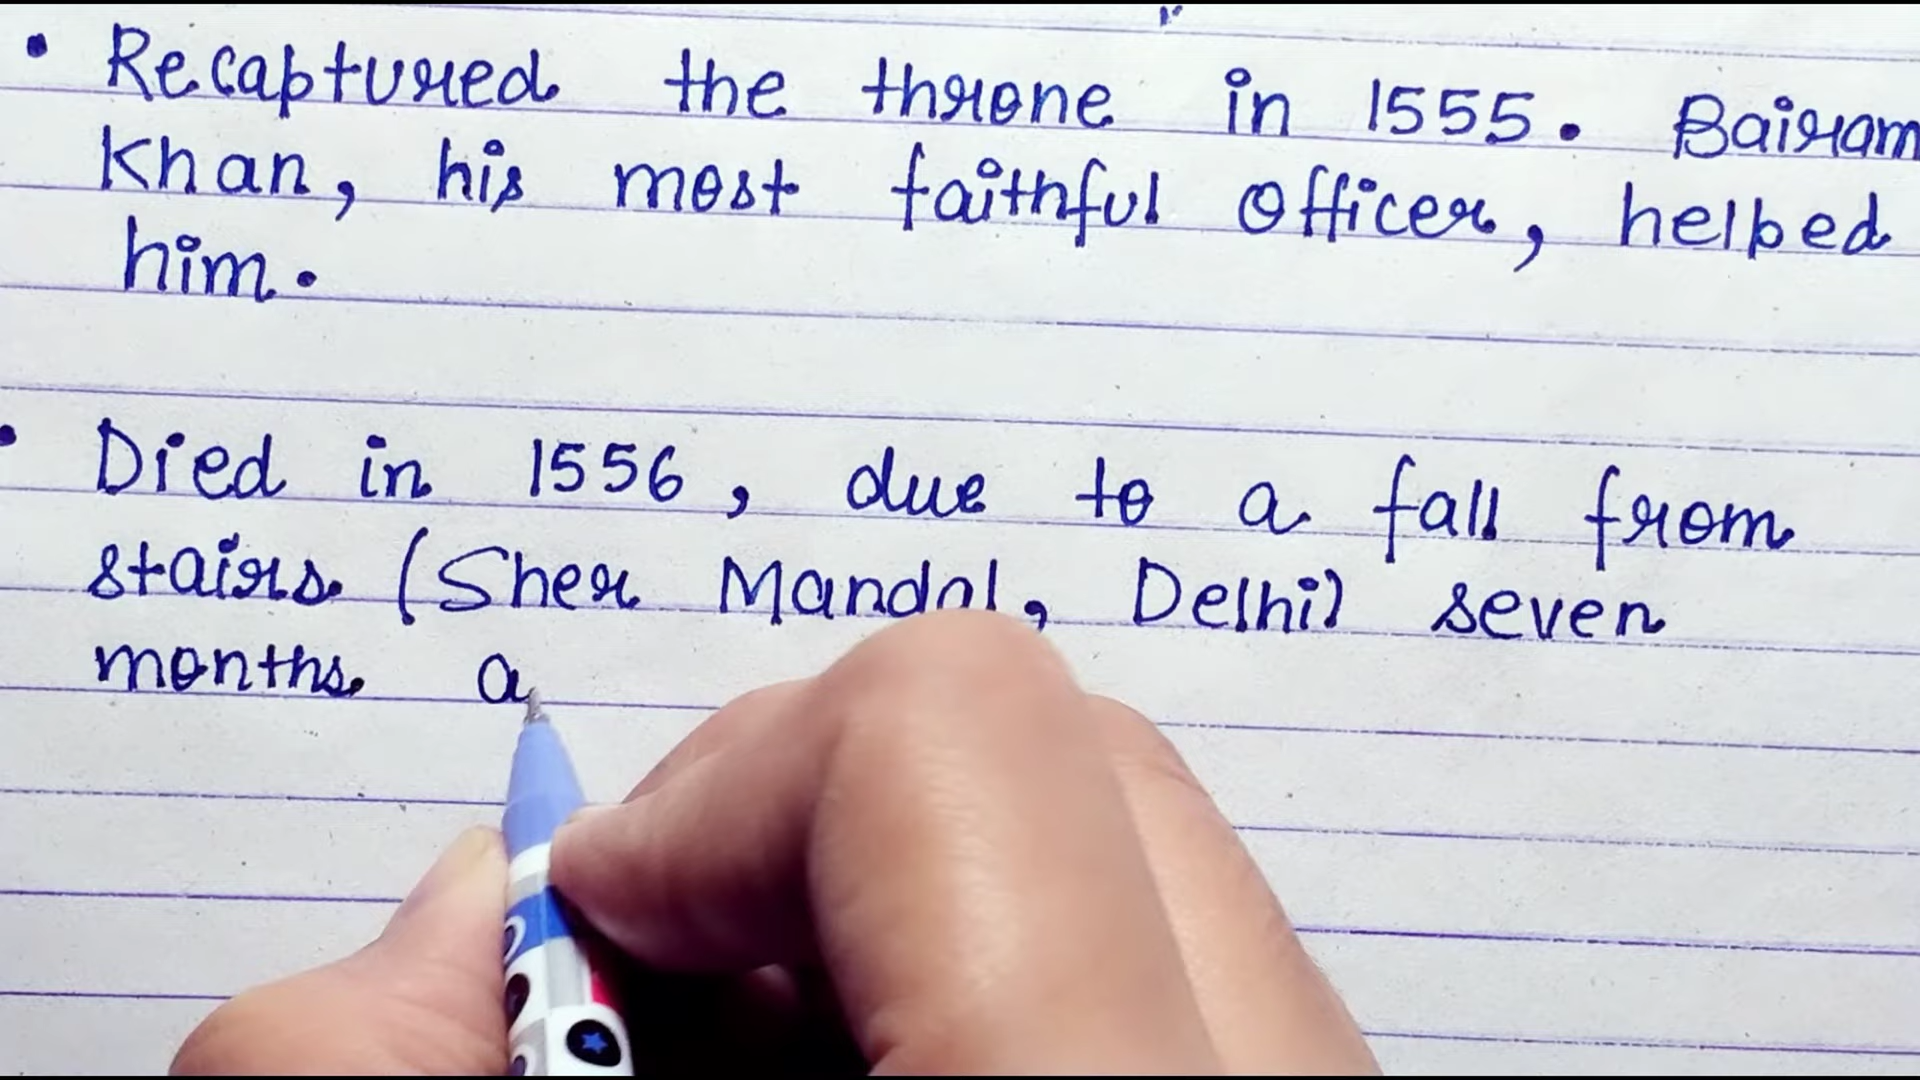 • Recaptured the throne in 1555. Bairam
Khan, his most faithful officer, helped
him.
• Died in 1556, due to a fall from
stairs (Sher Mandal, Delhi) seven
months a